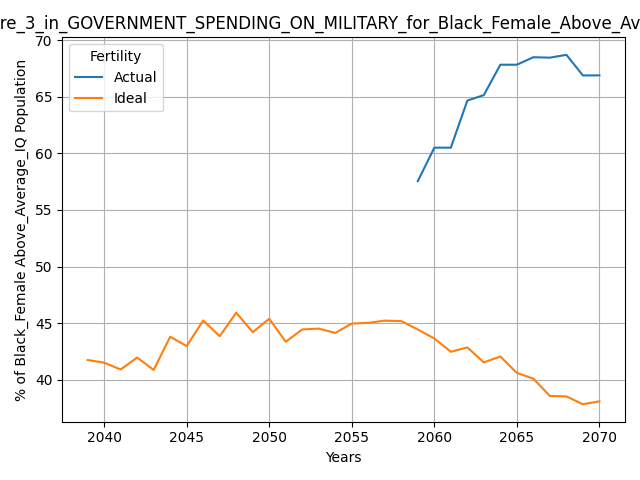 re_3_in_GOVERNMENT_SPENDING_ON_MILITARY_for_Black_Female_Above_Av
Fertility
Actual
Ideal
% of Black_Female Above_Average_IQ Population
70
65
60
55
50
45
40
2040 2045 2050 2055 2060 2065 2070
Years